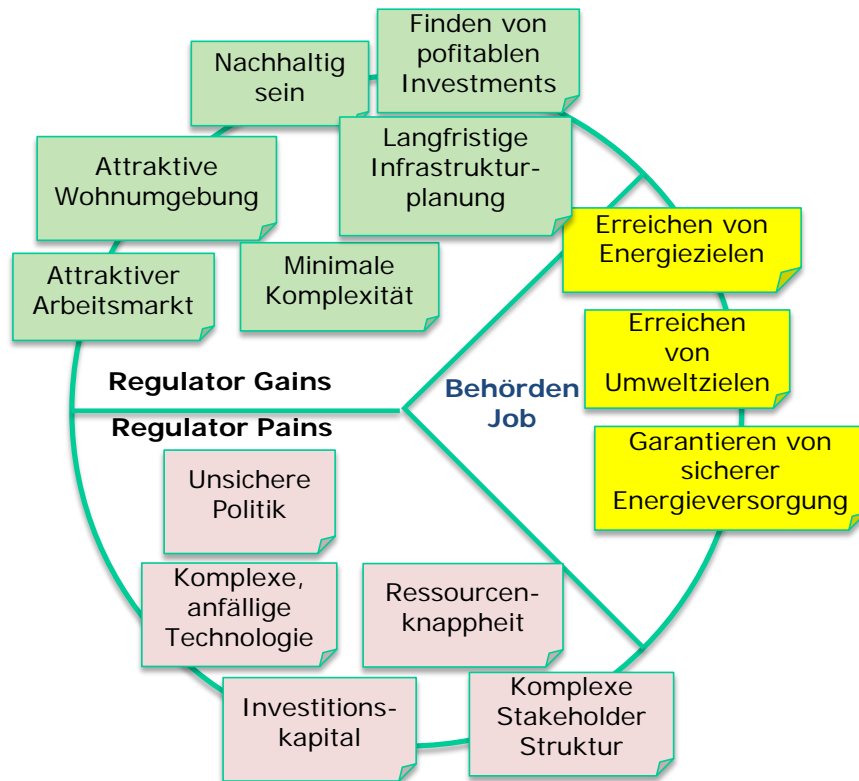 Finden von
pofitablen
Investments
Nachhaltig
sein
Langfristige
Infrastruktur-
planung
Attraktive
Wohnumgebung
Attraktiver
Arbeitsmarkt
Minimale
Komplexität
Erreichen von
Energiezielen
Erreichen
von
Umweltzielen
Garantieren von
sicherer
Energieversorgung
Regulator Gains
Behörden
Job
Regulator Pains
Unsichere
Politik
Komplexe,
anfällige
Technologie
Ressourcen-
knappheit
Investitions-
kapital
Komplexe
Stakeholder
Struktur